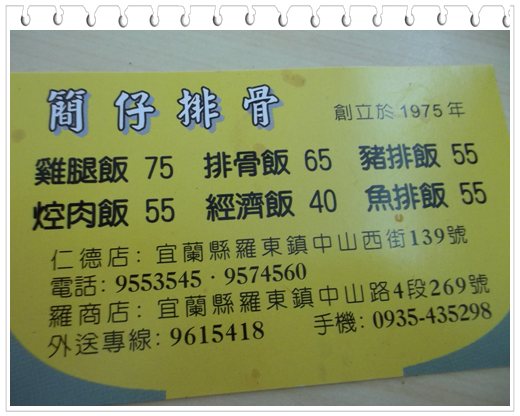 簡仔排骨 創立於1975年
雞腿飯 75 排骨飯 65 豬排飯 55
焢肉飯 55 經濟飯 40 魚排飯 55
仁德店: 宜蘭縣羅東鎮中山西街139號
電話: 9553545 · 9574560
羅商店: 宜蘭縣羅東鎮中山路4段269號
外送專線: 9615418 手機: 0935-435298